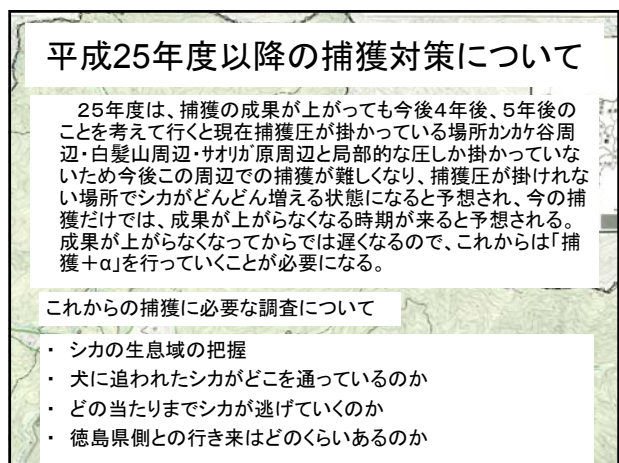 平成25年度以降の捕獲対策について
25年度は、捕獲の成果が上がっても今後4年後、5年後の
ことを考えて行くと現在捕獲圧が掛かっている場所ｶﾝｶｹ谷周
辺・白髪山周辺・ｻｵﾘｶﾞ原周辺と局部的な圧しか掛かっていな
いため今後この周辺での捕獲が難しくなり、捕獲圧が掛けれな
い場所でシカがどんどん増える状態になると予想され、今の捕
獲だけでは、成果が上がらなくなる時期が来ると予想される。
成果が上がらなくなってからでは遅くなるので、これからは「捕
獲＋α」を行っていくことが必要になる。
これからの捕獲に必要な調査について
・ シカの生息域の把握
・ 犬に追われたシカがどこを通っているのか
・ どの当たりまでシカが逃げていくのか
・ 徳島県側との行き来はどのくらいあるのか